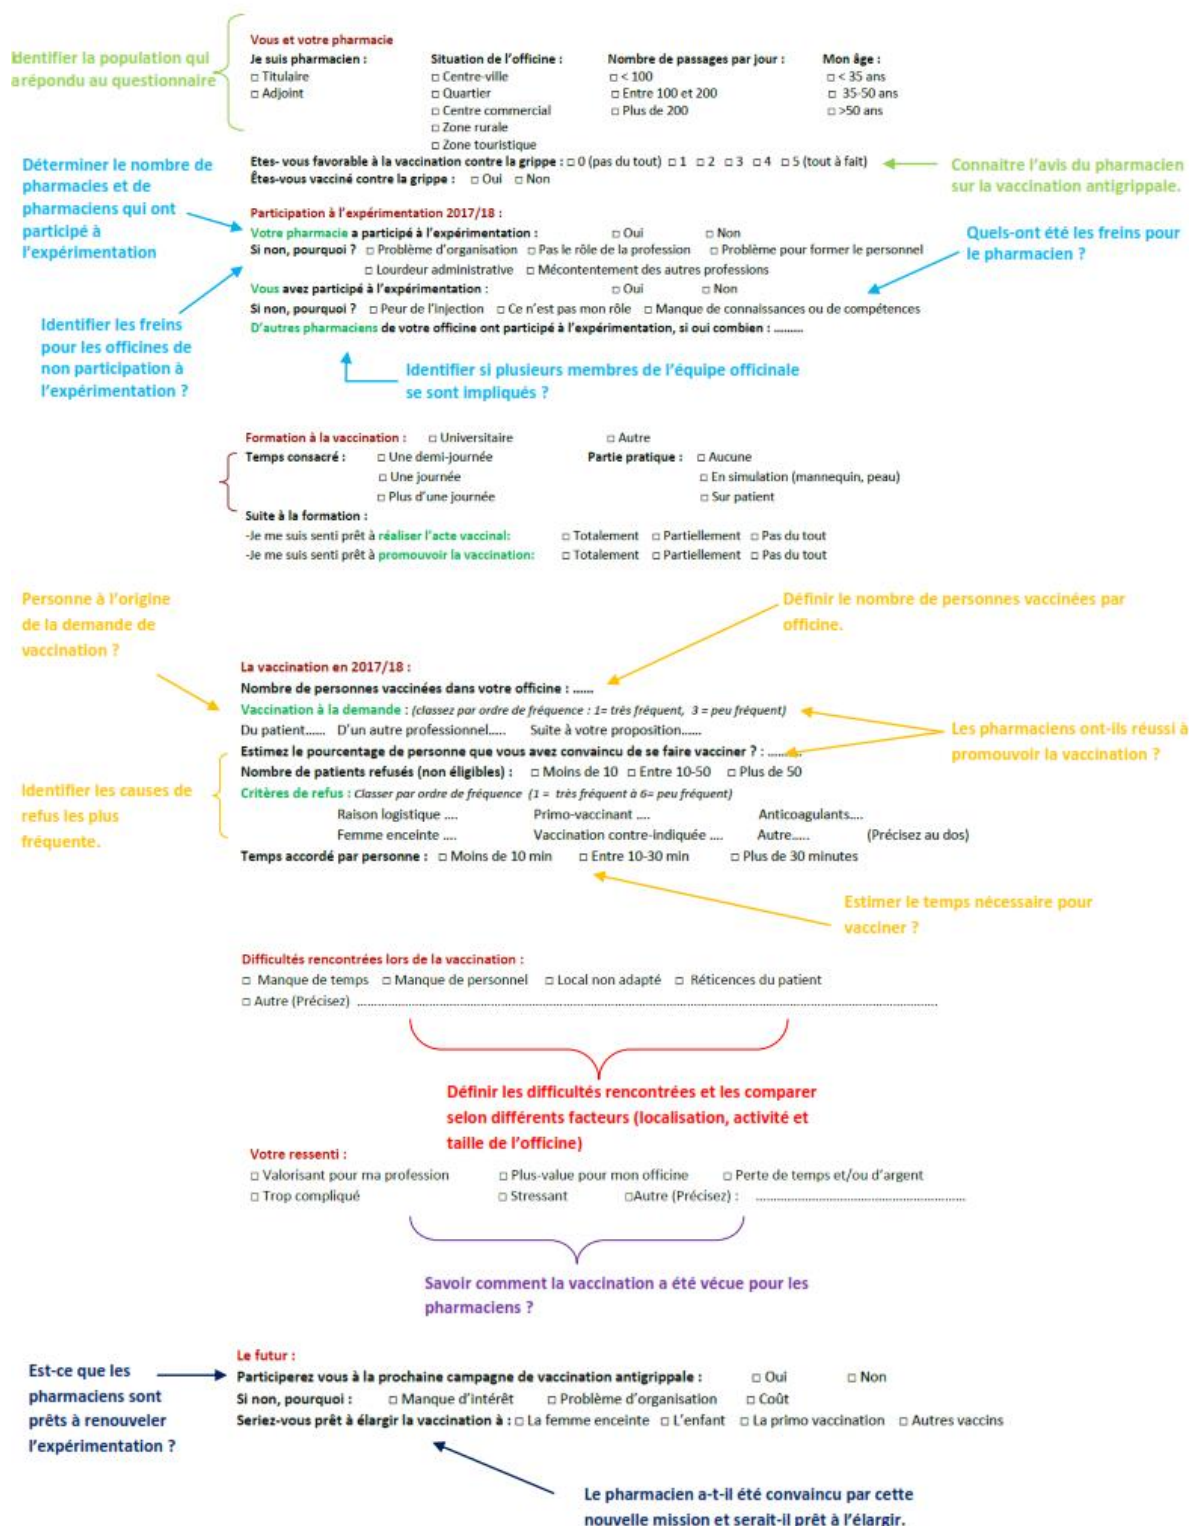 Identifier la population qui
a répondu au questionnaire
Vous et votre pharmacie
Je suis pharmacien : Situation de l'officine : Nombre de passages par jour : Mon âge :
□ Titulaire □ Centre-ville □ < 100 □ < 35 ans
□ Adjoint □ Quartier □ Entre 100 et 200 □ 35-50 ans
□ Centre commercial □ Plus de 200 □ >50 ans
□ Zone rurale
□ Zone touristique
Etes- vous favorable à la vaccination contre la grippe : □ 0 (pas du tout) □ 1 □ 2 □ 3 □ 4 □ 5 (tout à fait)
Êtes-vous vacciné contre la grippe : □ Oui □ Non
Connaitre l'avis du pharmacien
sur la vaccination antigrippale.
Déterminer le nombre de
pharmacies et de
pharmaciens qui ont
participé à
l'expérimentation
Participation à l'expérimentation 2017/18 :
Votre pharmacie a participé à l'expérimentation : □ Oui □ Non
Si non, pourquoi ? □ Problème d'organisation □ Pas le rôle de la profession □ Problème pour former le personnel
□ Lourdeur administrative □ Mécontentement des autres professions
Vous avez participé à l'expérimentation : □ Oui □ Non
Si non, pourquoi ? □ Peur de l'injection □ Ce n'est pas mon rôle □ Manque de connaissances ou de compétences
D'autres pharmaciens de votre officine ont participé à l'expérimentation, si oui combien : .........
Quels-ont été les freins pour
le pharmacien ?
Identifier les freins
pour les officines de
non participation à
l'expérimentation ?
Identifier si plusieurs membres de l'équipe officinale
se sont impliqués ?
Formation à la vaccination : □ Universitaire □ Autre
Temps consacré : □ Une demi-journée Partie pratique : □ Aucune
□ Une journée □ En simulation (mannequin, peau)
□ Plus d'une journée □ Sur patient
Suite à la formation :
-Je me suis senti prêt à réaliser l'acte vaccinal: □ Totalement □ Partiellement □ Pas du tout
-Je me suis senti prêt à promouvoir la vaccination: □ Totalement □ Partiellement □ Pas du tout
Personne à l'origine
de la demande de
vaccination ?
Définir le nombre de personnes vaccinées par
officine.
La vaccination en 2017/18 :
Nombre de personnes vaccinées dans votre officine : ......
Vaccination à la demande : (classez par ordre de fréquence : 1= très fréquent, 3 = peu fréquent)
Du patient...... D'un autre professionnel..... Suite à votre proposition......
Estimez le pourcentage de personne que vous avez convaincu de se faire vacciner ? : ..........
Nombre de patients refusés (non éligibles) : □ Moins de 10 □ Entre 10-50 □ Plus de 50
Critères de refus : Classer par ordre de fréquence (1 = très fréquent à 6= peu fréquent)
Raison logistique .... Primo-vaccinant .... Anticoagulants....
Femme enceinte .... Vaccination contre-indiquée .... Autre..... (Précisez au dos)
Temps accordé par personne : □ Moins de 10 min □ Entre 10-30 min □ Plus de 30 minutes
Les pharmaciens ont-ils réussi à
promouvoir la vaccination ?
Identifier les causes de
refus les plus
fréquente.
Estimer le temps nécessaire pour
vacciner ?
Difficultés rencontrées lors de la vaccination :
□ Manque de temps □ Manque de personnel □ Local non adapté □ Réticences du patient
□ Autre (Précisez) ..........................................................................................
Définir les difficultés rencontrées et les comparer
selon différents facteurs (localisation, activité et
taille de l'officine)
Votre ressenti :
□ Valorisant pour ma profession □ Plus-value pour mon officine □ Perte de temps et/ou d'argent
□ Trop compliqué □ Stressant □Autre (Précisez) : ............................................................
Savoir comment la vaccination a été vécue pour les
pharmaciens ?
Le futur :
Participerez vous à la prochaine campagne de vaccination antigrippale : □ Oui □ Non
Si non, pourquoi : □ Manque d'intérêt □ Problème d'organisation □ Coût
Seriez-vous prêt à élargir la vaccination à : □ La femme enceinte □ L'enfant □ La primo vaccination □ Autres vaccins
Est-ce que les
pharmaciens sont
prêts à renouveler
l'expérimentation ?
Le pharmacien a-t-il été convaincu par cette
nouvelle mission et serait-il prêt à l'élargir.